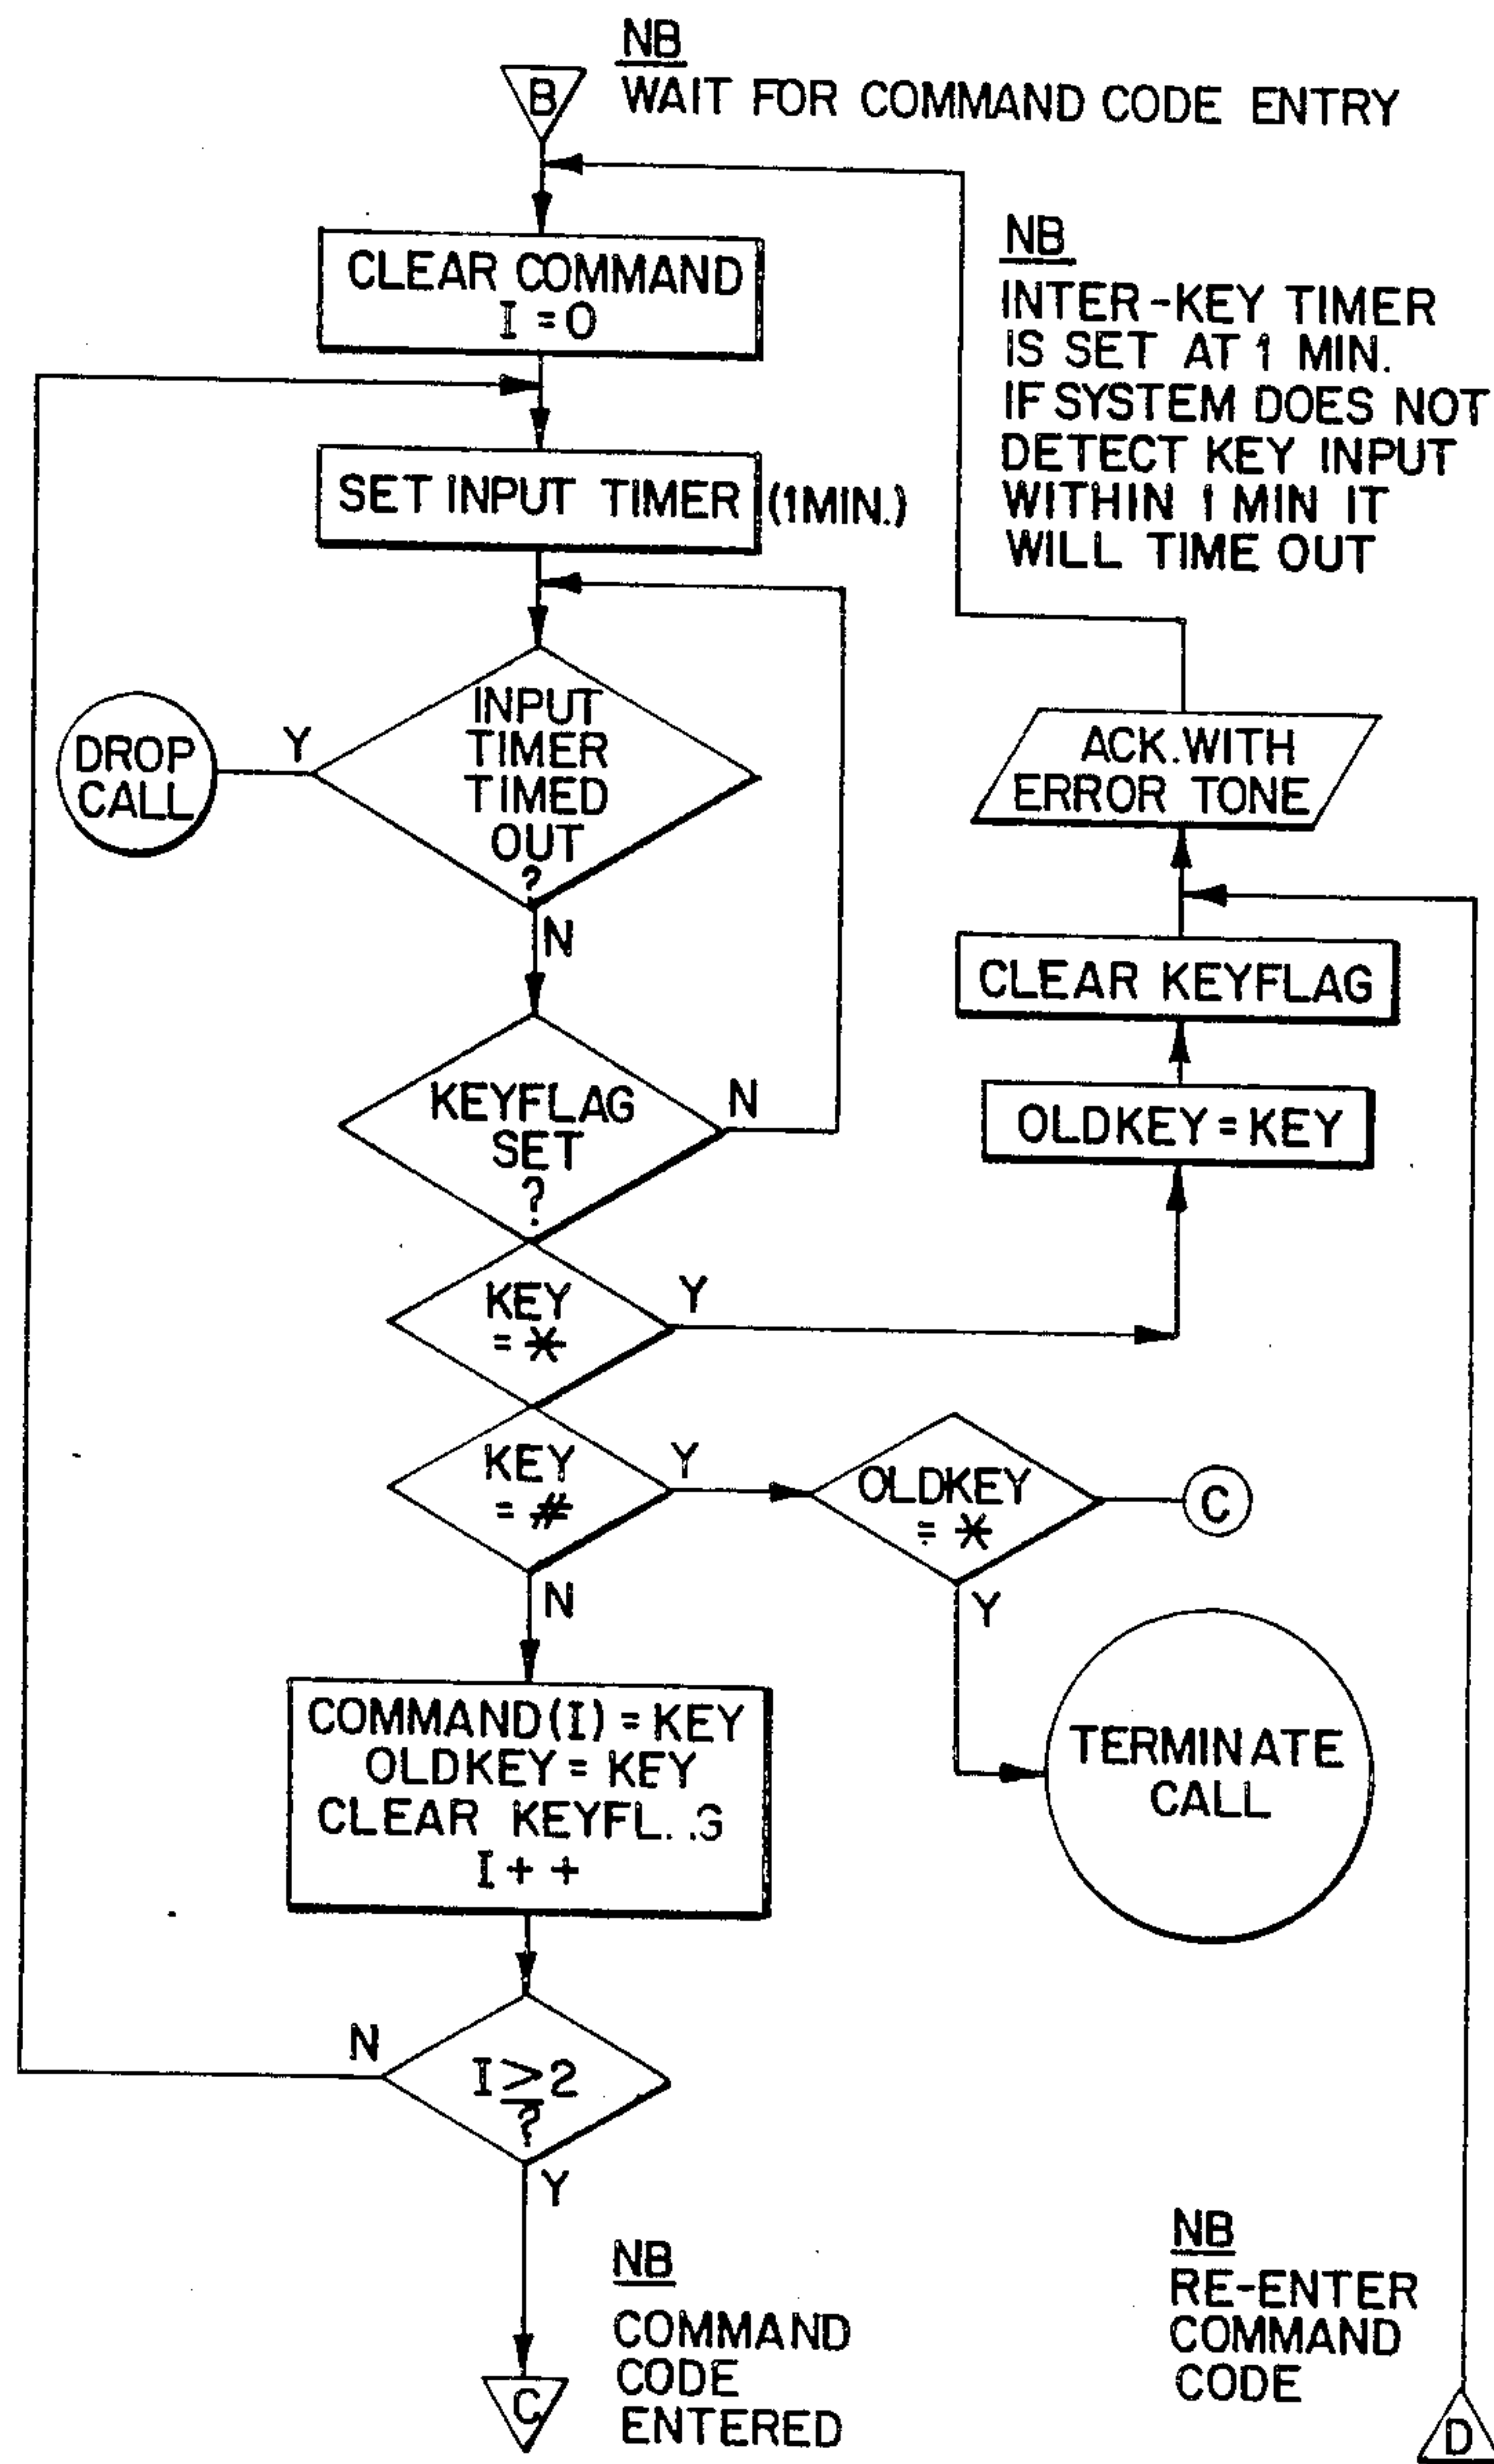 NB
B
WAIT FOR COMMAND CODE ENTRY
CLEAR COMMAND
I = 0
NB
INTER-KEY TIMER
IS SET AT 1 MIN.
IF SYSTEM DOES NOT
DETECT KEY INPUT
WITHIN 1 MIN IT
WILL TIME OUT
SET INPUT TIMER (1MIN.)
INPUT
TIMER
TIMED
OUT
?
Y
DROP
CALL
N
ACK. WITH
ERROR TONE
CLEAR KEYFLAG
OLDKEY = KEY
KEYFLAG
SET
?
N
KEY
= *
Y
KEY
= #
Y
OLDKEY
= *
C
N
Y
TERMINATE
CALL
COMMAND(I) = KEY
OLDKEY = KEY
CLEAR
I + +
N
I ≥ 2
?
Y
NB
COMMAND
CODE
ENTERED
C
NB
RE-ENTER
COMMAND
CODE
D